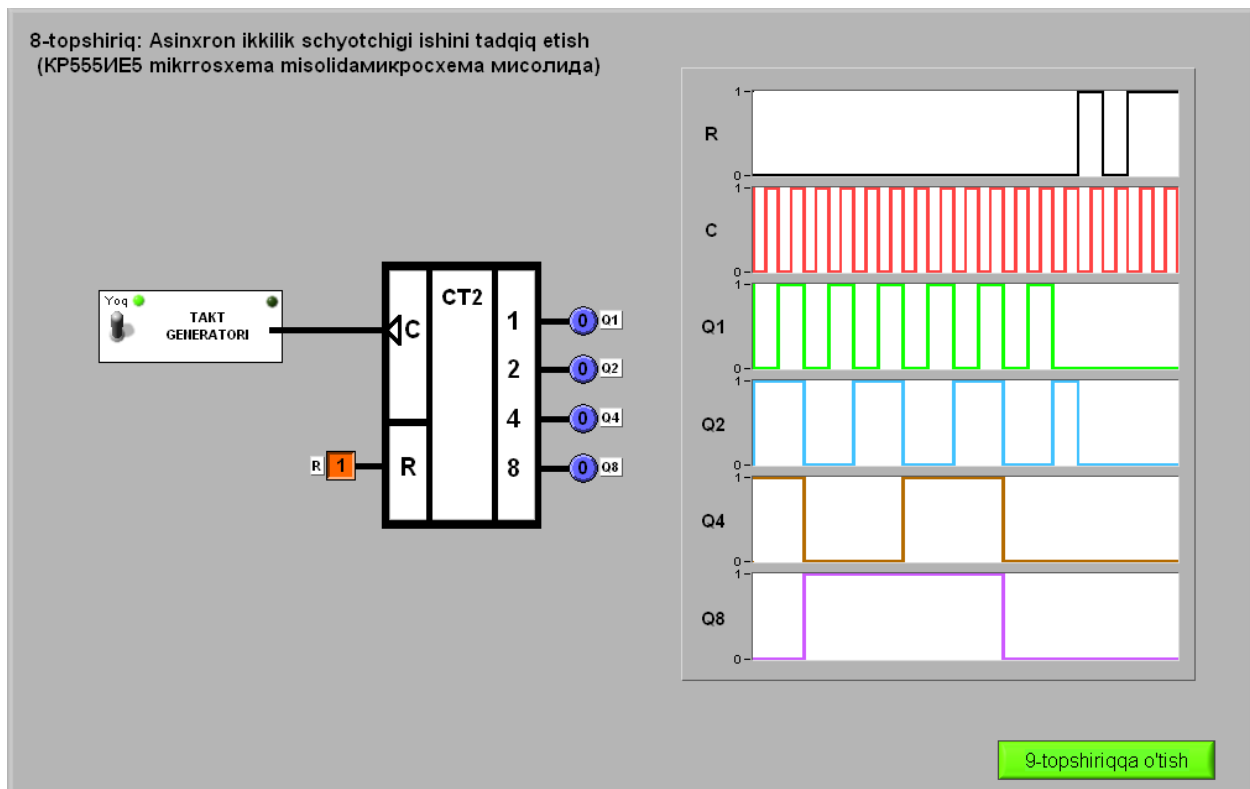 8-topshiriq: Asinxron ikkilik schyotchigi ishini tadqiq etish
(КР555ИЕ5 mikrrosxema misolidaмикросхема мисолида)
Yoq
TAKT
GENERATORI
C
CT2
1
0
Q1
2
0
Q2
4
0
Q4
R
1
R
8
0
Q8
1
R
0
1
C
0
1
Q1
0
1
Q2
0
1
Q4
0
1
Q8
0
9-topshiriqqa o'tish